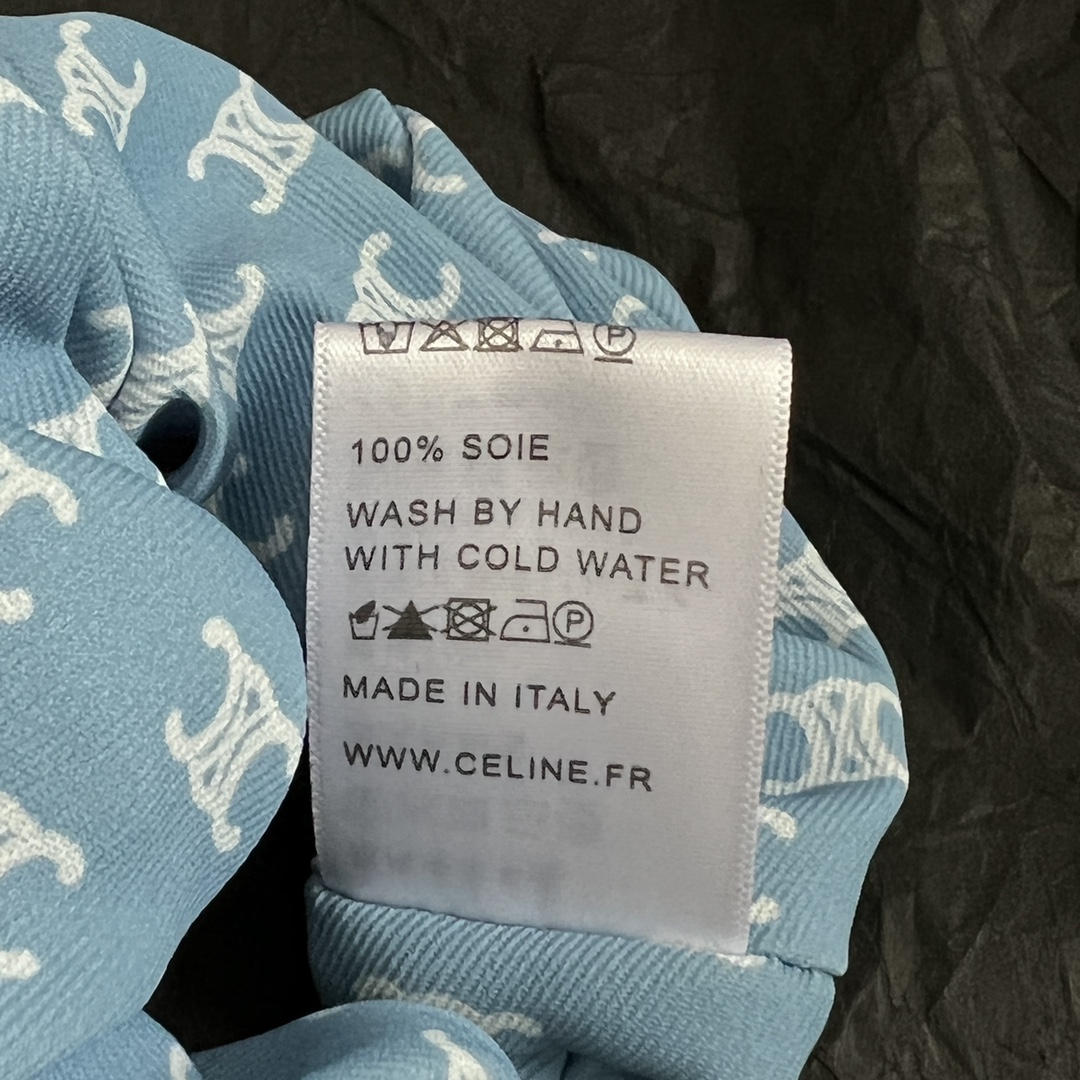 P
100% SOIE
WASH BY HAND
WITH COLD WATER
P
MADE IN ITALY
WWW.CELINE.FR